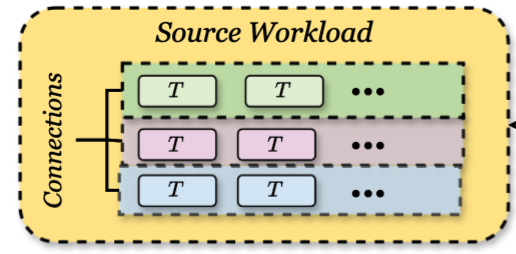 Source Workload
Connections
T T •••
T T •••
T T •••